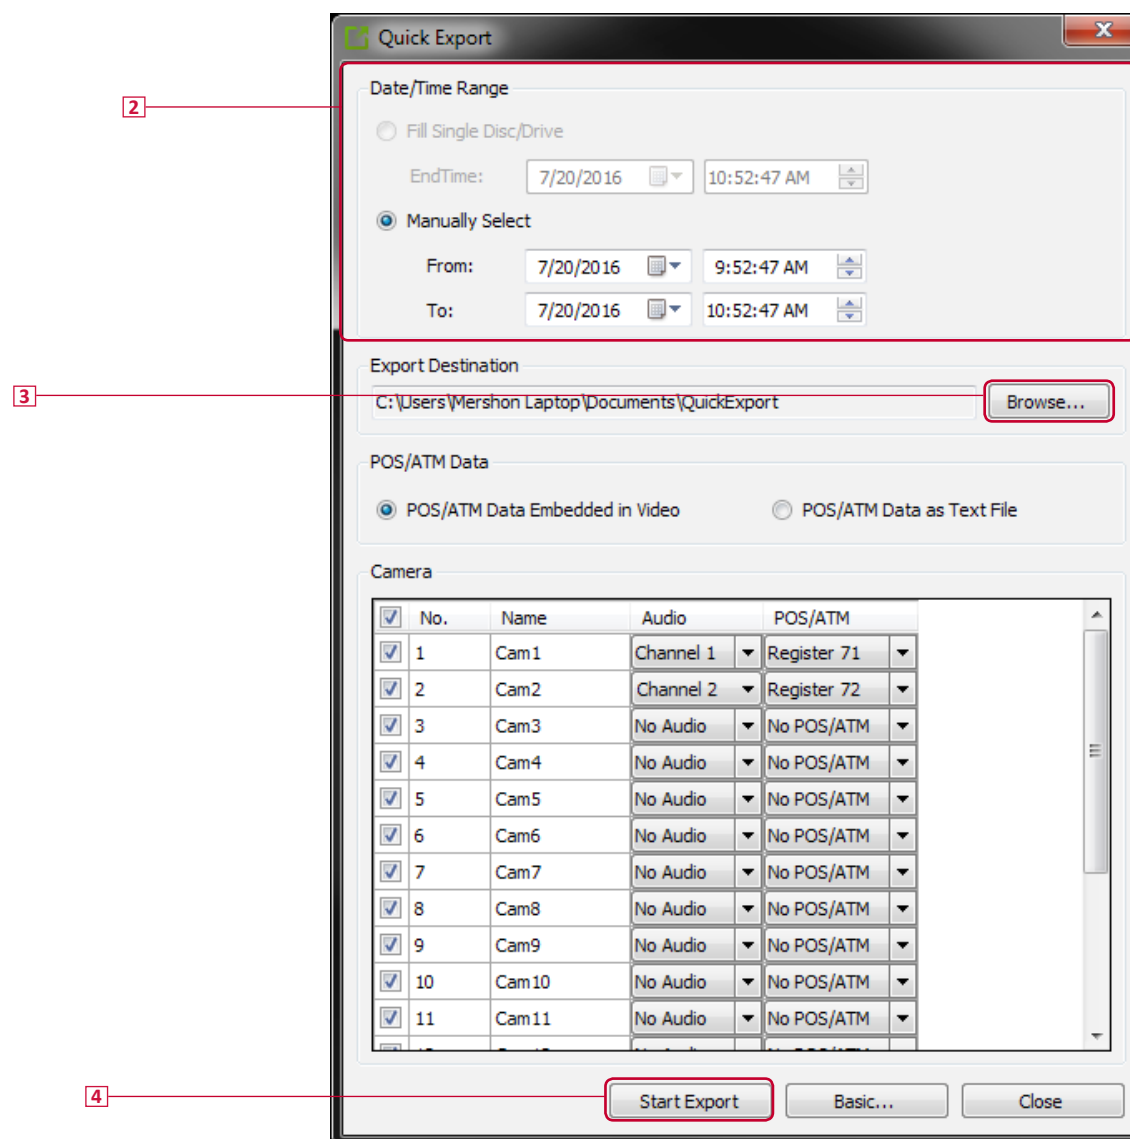 Quick Export
X
2
Date/Time Range
Fill Single Disc/Drive
EndTime: 7/20/2016 10:52:47 AM
Manually Select
From: 7/20/2016 9:52:47 AM
To: 7/20/2016 10:52:47 AM
Export Destination
3
C:\Users\Mershon Laptop\Documents\QuickExport Browse...
POS/ATM Data
POS/ATM Data Embedded in Video POS/ATM Data as Text File
Camera
No. Name Audio POS/ATM
1 Cam1 Channel 1 Register 71
2 Cam2 Channel 2 Register 72
3 Cam3 No Audio No POS/ATM
4 Cam4 No Audio No POS/ATM
5 Cam5 No Audio No POS/ATM
6 Cam6 No Audio No POS/ATM
7 Cam7 No Audio No POS/ATM
8 Cam8 No Audio No POS/ATM
9 Cam9 No Audio No POS/ATM
10 Cam10 No Audio No POS/ATM
11 Cam11 No Audio No POS/ATM
4
Start Export Basic... Close